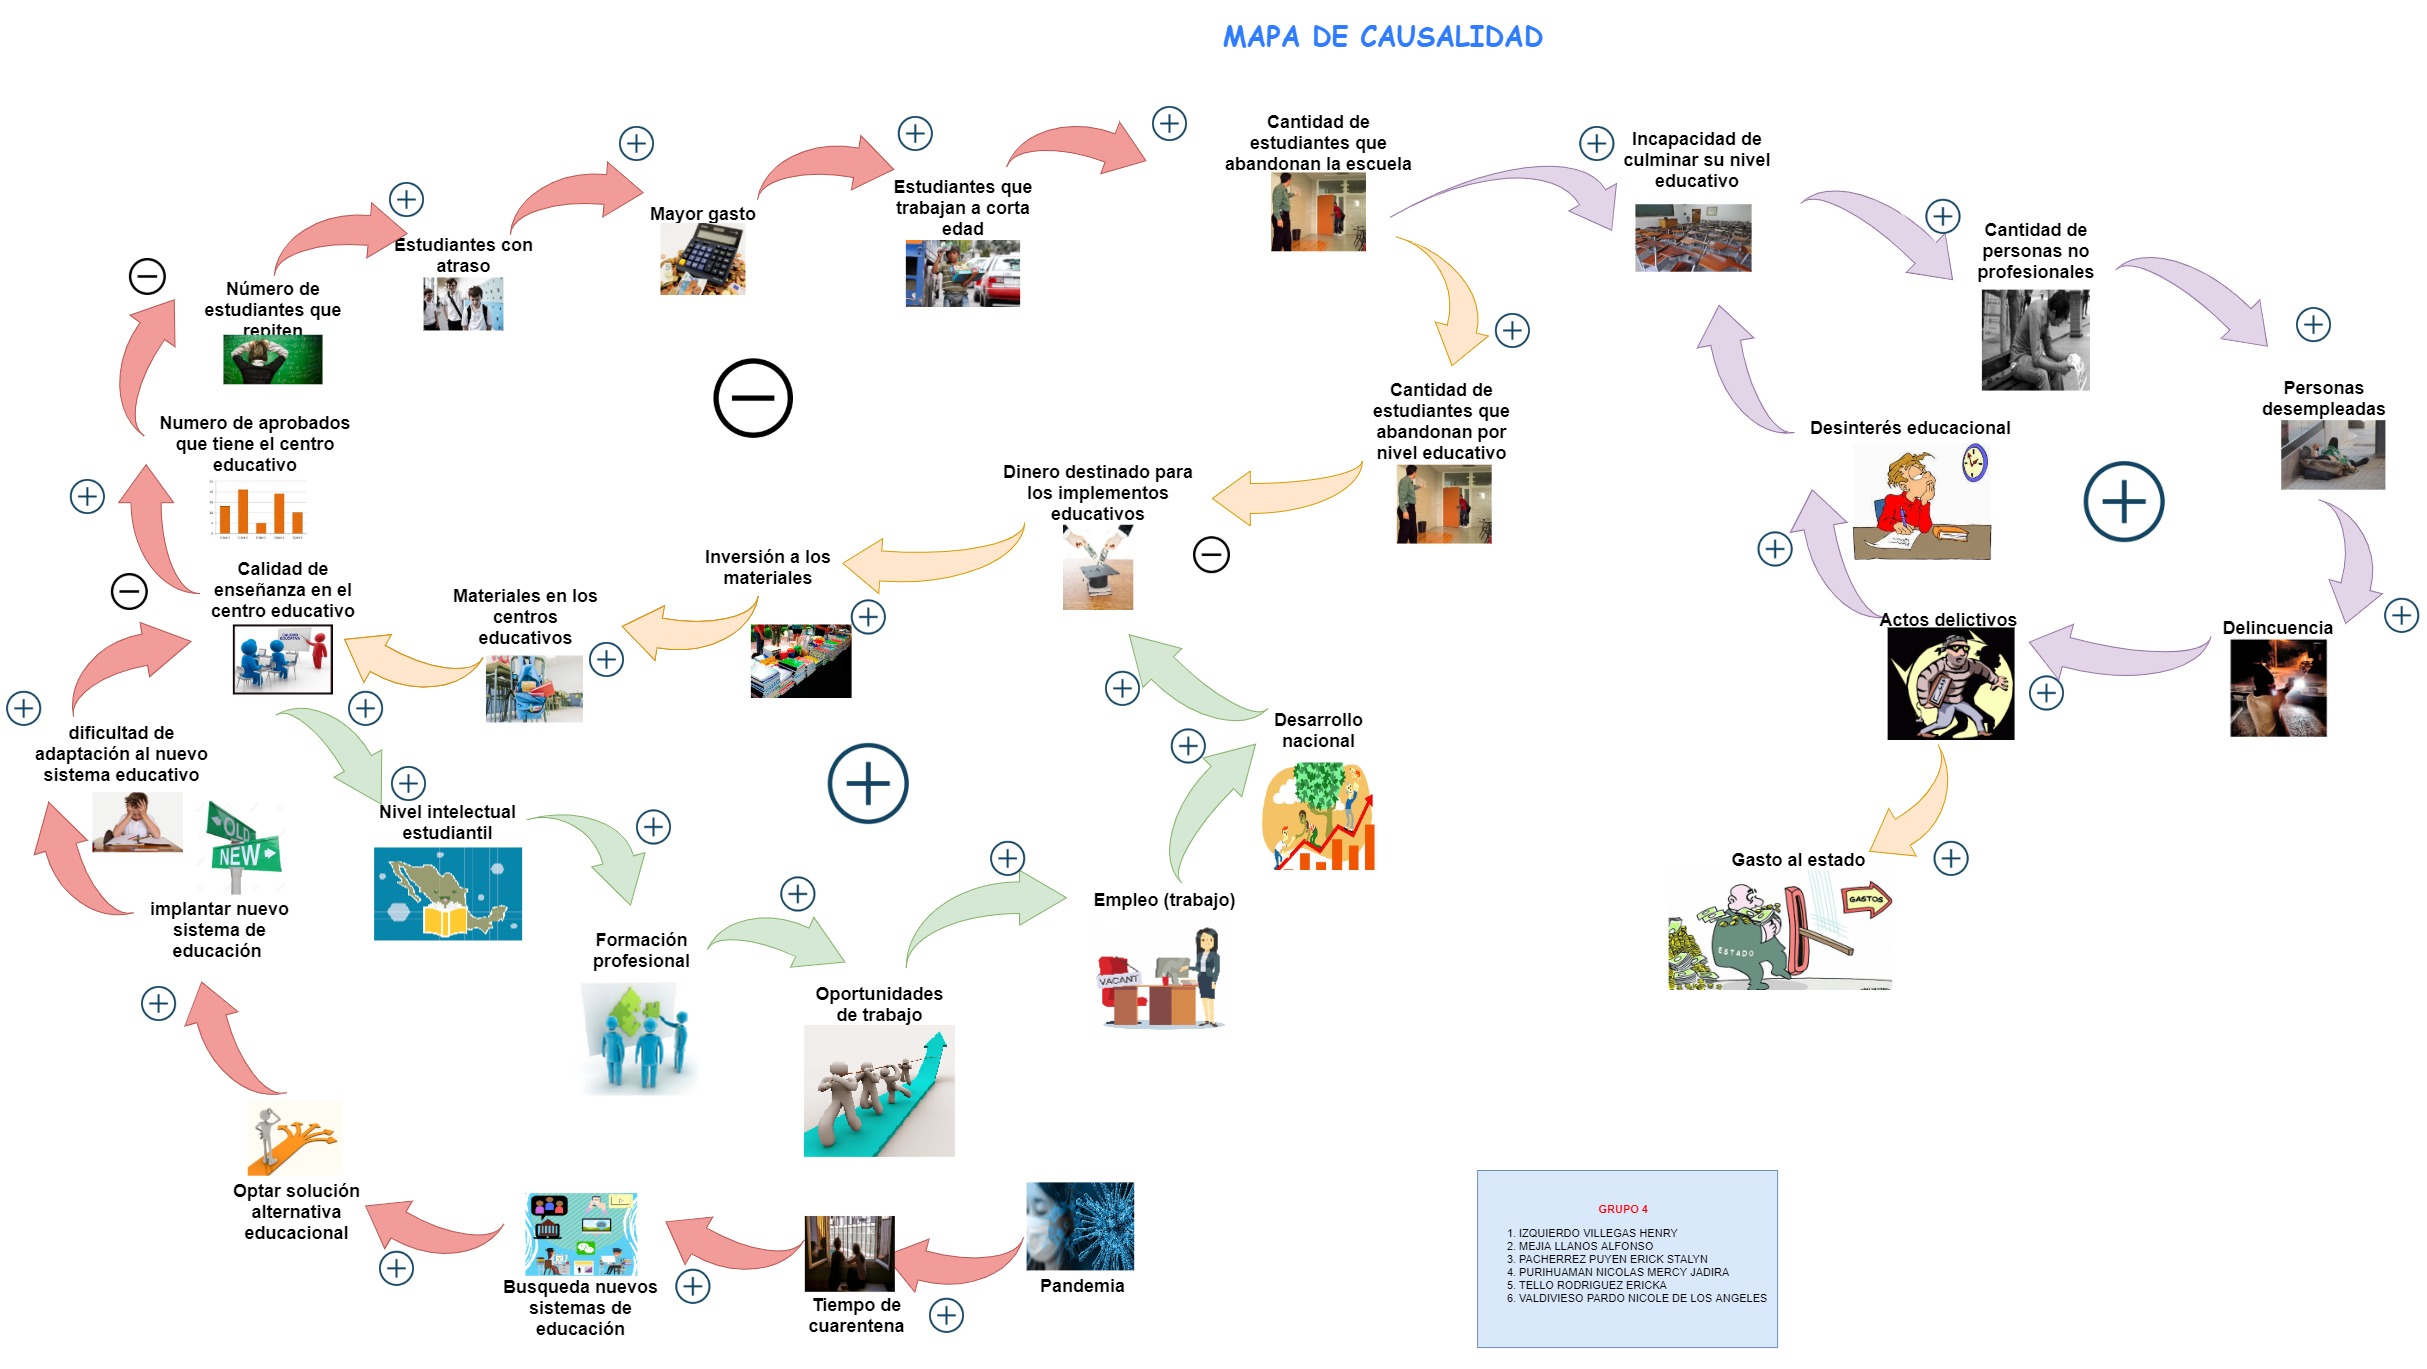 MAPA DE CAUSALIDAD
Cantidad de
estudiantes que
abandonan la escuela
Incapacidad de
culminar su nivel
educativo
Estudiantes que
trabajan a corta
edad
Mayor gasto
Estudiantes con
atraso
Cantidad de
personas no
profesionales
Número de
estudiantes que
repiten
Personas
desempleadas
Cantidad de
estudiantes que
abandonan por
nivel educativo
Desinterés educacional
Numero de aprobados
que tiene el centro
educativo
Dinero destinado para
los implementos
educativos
Inversión a los
materiales
Calidad de
enseñanza en el
centro educativo
Materiales en los
centros
educativos
Actos delictivos
Delincuencia
CALIDAD
EDUCATIVA
dificultad de
adaptación al nuevo
sistema educativo
Desarrollo
nacional
OLD
NEW
Nivel intelectual
estudiantil
Gasto al estado
GASTOS
ESTADO
Empleo (trabajo)
VACANT
implantar nuevo
sistema de
educación
Formación
profesional
Oportunidades
de trabajo
Optar solución
alternativa
educacional
Busqueda nuevos
sistemas de
educación
Tiempo de
cuarentena
Pandemia
GRUPO 4
1. IZQUIERDO VILLEGAS HENRY
2. MEJIA LLANOS ALFONSO
3. PACHERREZ PUYEN ERICK STALYN
4. PURIHUAMAN NICOLAS MERCY JADIRA
5. TELLO RODRIGUEZ ERICKA
6. VALDIVIESO PARDO NICOLE DE LOS ANGELES